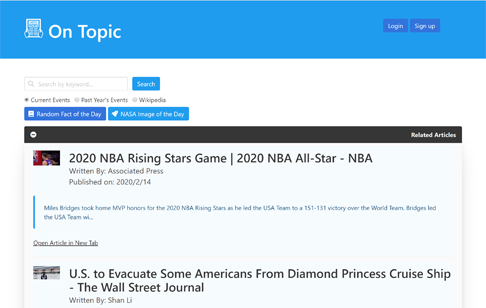 On Topic
Login
Sign up
Search by keyword...
Search
Current Events
Past Year's Events
Wikipedia
Random Fact of the Day
NASA Image of the Day
Related Articles
2020 NBA Rising Stars Game | 2020 NBA All-Star - NBA
Written By: Associated Press
Published on: 2020/2/14
Miles Bridges took home MVP honors for the 2020 NBA Rising Stars as he led the USA Team to a 151-131 victory over the World Team. Bridges led
the USA Team wi...
Open Article in New Tab
U.S. to Evacuate Some Americans From Diamond Princess Cruise Ship
- The Wall Street Journal
Written By: Shan Li